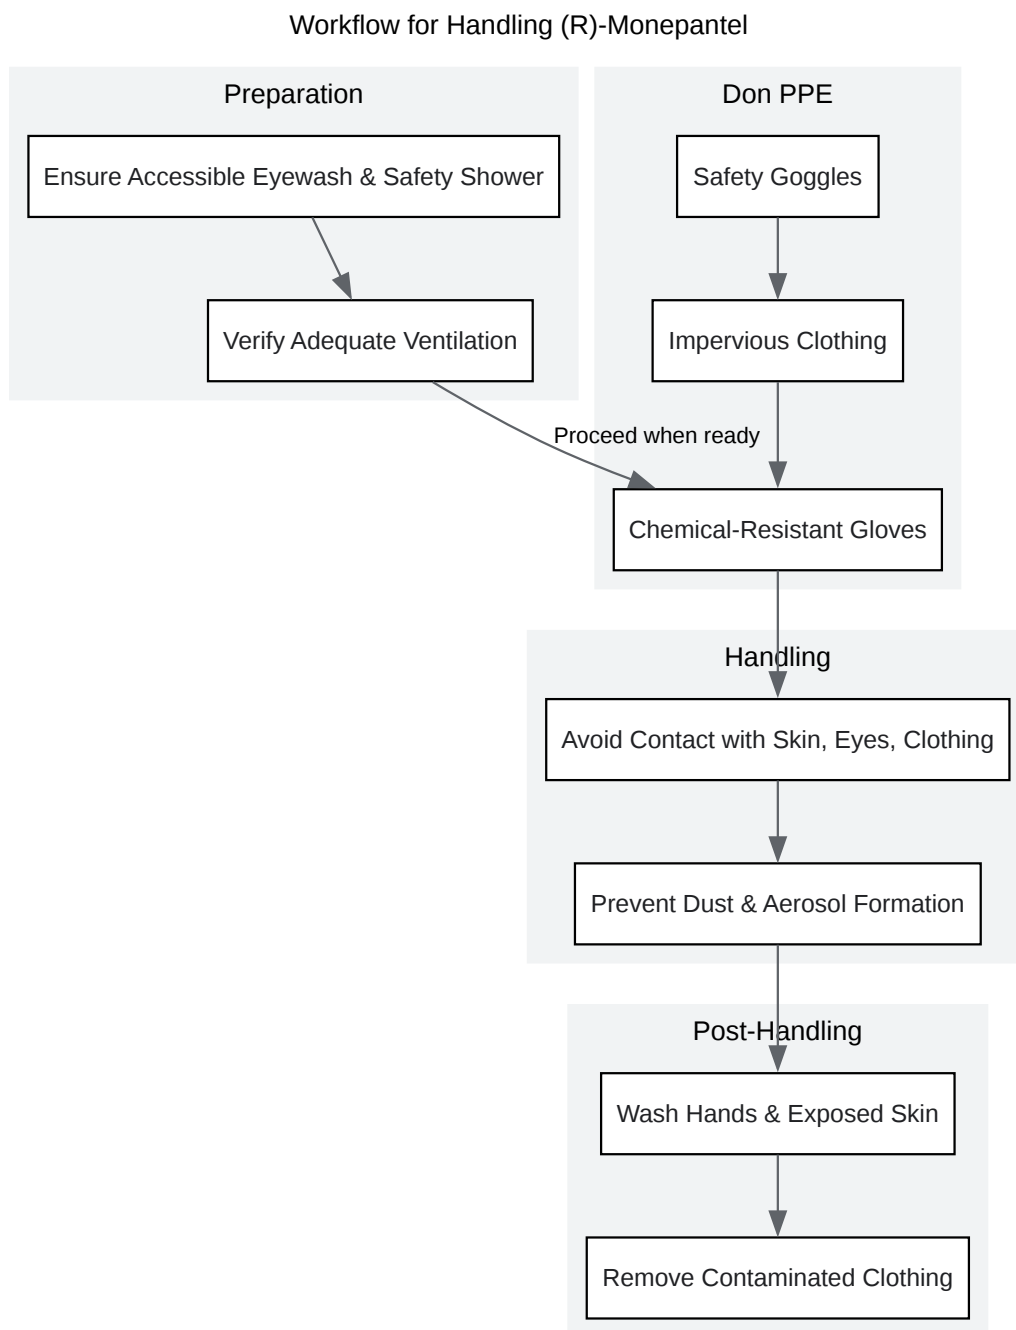 Workflow for Handling (R)-Monepantel
Preparation
Ensure Accessible Eyewash & Safety Shower
Verify Adequate Ventilation
Don PPE
Safety Goggles
Impervious Clothing
Proceed when ready
Chemical-Resistant Gloves
Handling
Avoid Contact with Skin, Eyes, Clothing
Prevent Dust & Aerosol Formation
Post-Handling
Wash Hands & Exposed Skin
Remove Contaminated Clothing